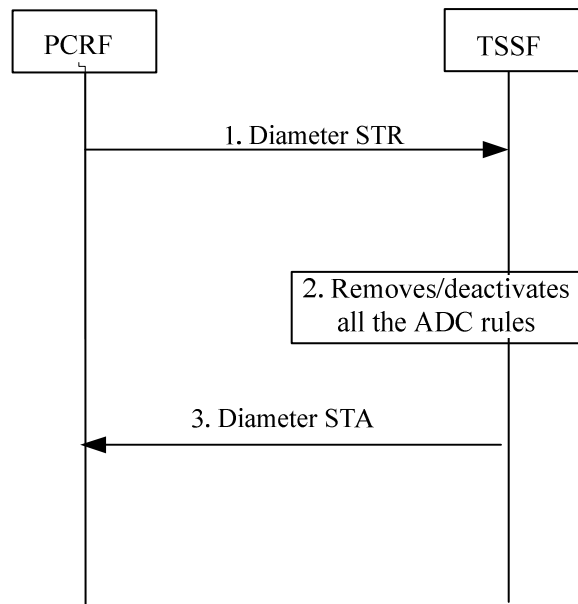 PCRF
TSSF
1. Diameter STR
2. Removes/deactivates
all the ADC rules
3. Diameter STA